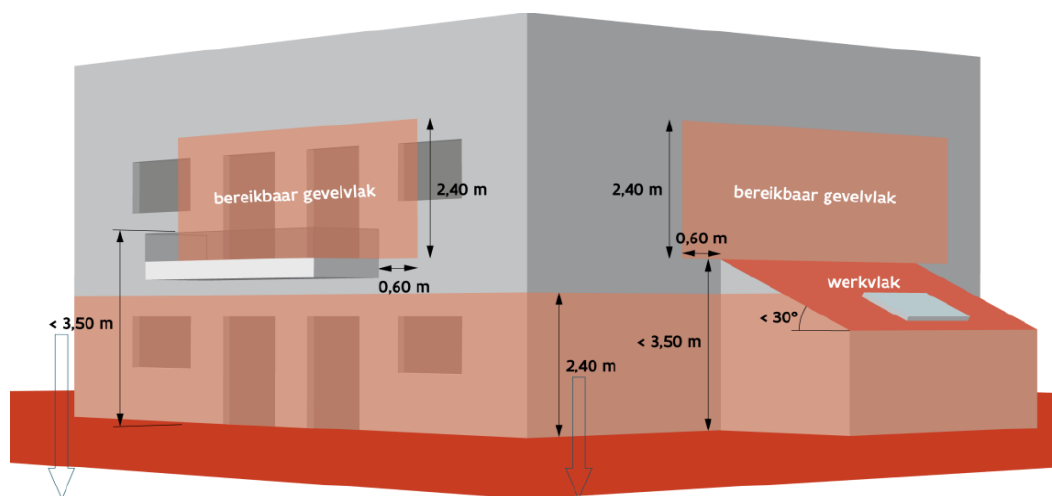 bereikbaar gevelvlak
2,40 m
0,60 m
< 3,50 m
2,40 m
bereikbaar gevelvlak
2,40 m
0,60 m
werkvlak
< 30°
< 3,50 m